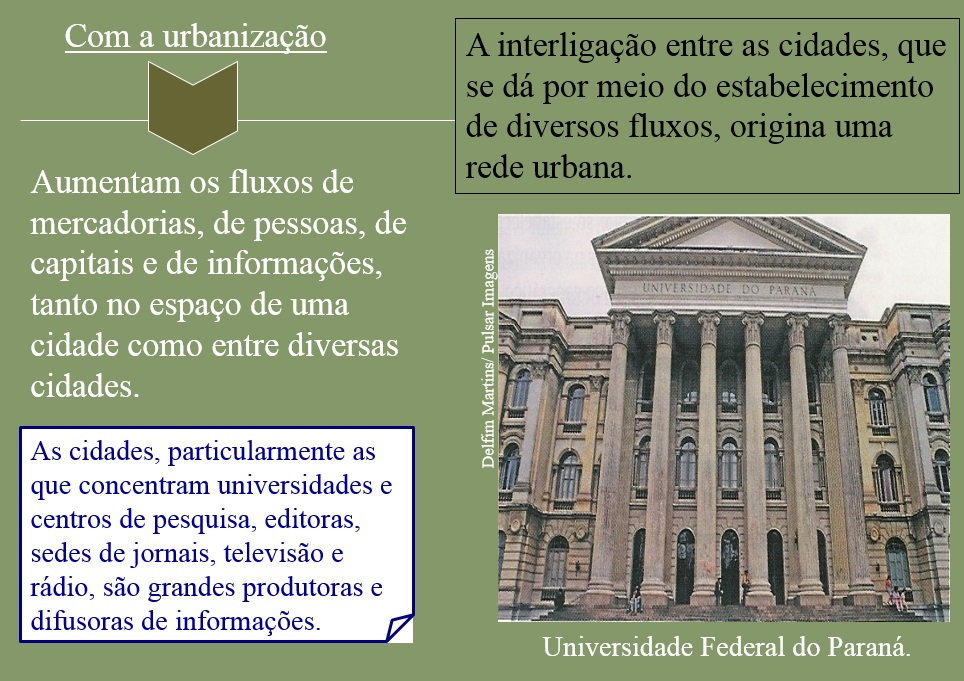 Com a urbanização
Aumentam os fluxos de
mercadorias, de pessoas, de
capitais e de informações,
tanto no espaço de uma
cidade como entre diversas
cidades.
As cidades, particularmente as
que concentram universidades e
centros de pesquisa, editoras,
sedes de jornais, televisão e
rádio, são grandes produtoras e
difusoras de informações.
A interligação entre as cidades, que
se dá por meio do estabelecimento
de diversos fluxos, origina uma
rede urbana.
Delfim Martins/ Pulsar Imagens
UNIVERSIDADE DO PARANÁ
Universidade Federal do Paraná.